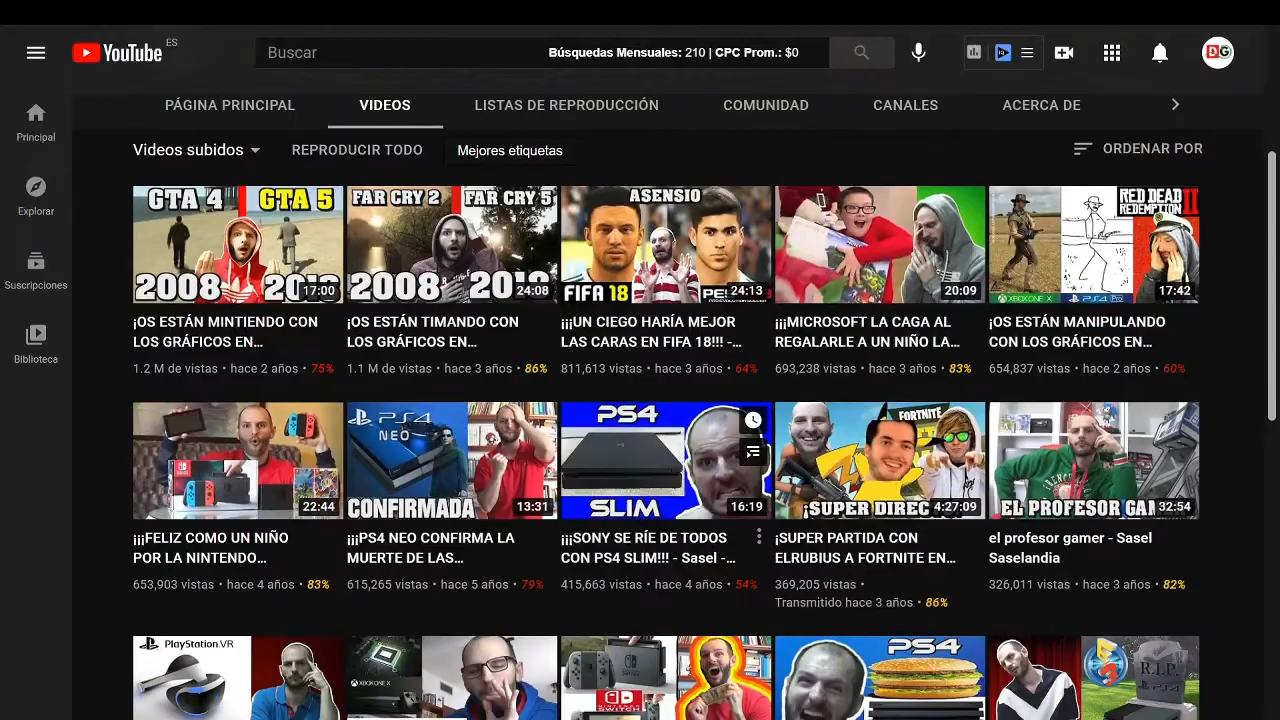 YouTube ES
Buscar
Búsquedas Mensuales: 210 | CPC Prom.: $0
DG
PÁGINA PRINCIPAL
VIDEOS
LISTAS DE REPRODUCCIÓN
COMUNIDAD
CANALES
ACERCA DE
Principal
Explorar
Suscripciones
Biblioteca
Videos subidos
REPRODUCIR TODO
Mejores etiquetas
ORDENAR POR
GTA 4 GTA 5
2008
17:00
¡OS ESTÁN MINTIENDO CON
LOS GRÁFICOS EN...
1.2 M de vistas • hace 2 años • 75%
FAR CRY 2 FAR CRY 5
2008
24:08
¡OS ESTÁN TIMANDO CON
LOS GRÁFICOS EN...
1.1 M de vistas • hace 3 años • 86%
ASENSIO
FIFA 18
24:13
¡¡¡UN CIEGO HARÍA MEJOR
LAS CARAS EN FIFA 18!!! -...
811,613 vistas • hace 3 años • 64%
20:09
¡¡¡MICROSOFT LA CAGA AL
REGALARLE A UN NIÑO LA...
693,238 vistas • hace 3 años • 83%
RED DEAD
REDEMPTION II
XBOX ONE X PS4 Pro
17:42
¡OS ESTÁN MANIPULANDO
CON LOS GRÁFICOS EN...
654,837 vistas • hace 2 años • 60%
22:44
¡¡¡FELIZ COMO UN NIÑO
POR LA NINTENDO...
653,903 vistas • hace 4 años • 83%
PS4
NEO
CONFIRMADA
13:31
¡¡¡PS4 NEO CONFIRMA LA
MUERTE DE LAS...
615,265 vistas • hace 5 años • 79%
PS4
SLIM
16:19
¡¡¡SONY SE RÍE DE TODOS
CON PS4 SLIM!!! - Sasel -...
415,663 vistas • hace 4 años • 54%
FORTNITE
¡SUPER DIREC
4:27:09
¡SUPER PARTIDA CON
ELRUBIUS A FORTNITE EN...
369,205 vistas •
Transmitido hace 3 años • 86%
EL PROFESOR GAM
32:54
el profesor gamer - Sasel
Saselandia
326,011 vistas • hace 3 años • 82%
PlayStation.VR
XBOX ONE X
NINTENDO
SWITCH
PS4
E3
R.I.P.
PS4